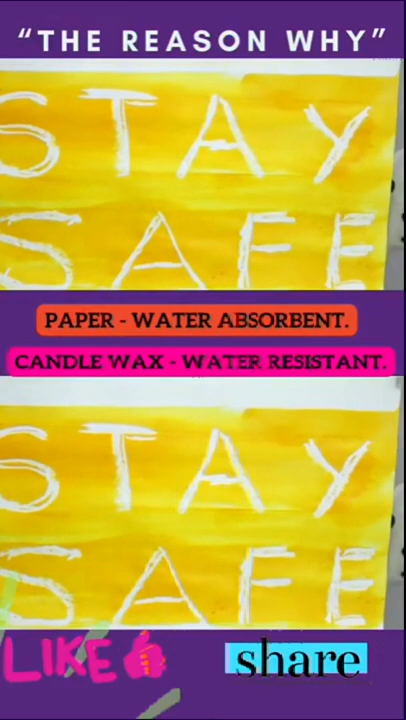 “THE REASON WHY”
STAY
SAFE
PAPER - WATER ABSORBENT.
CANDLE WAX - WATER RESISTANT.
STAY
SAFE
LIKE
share